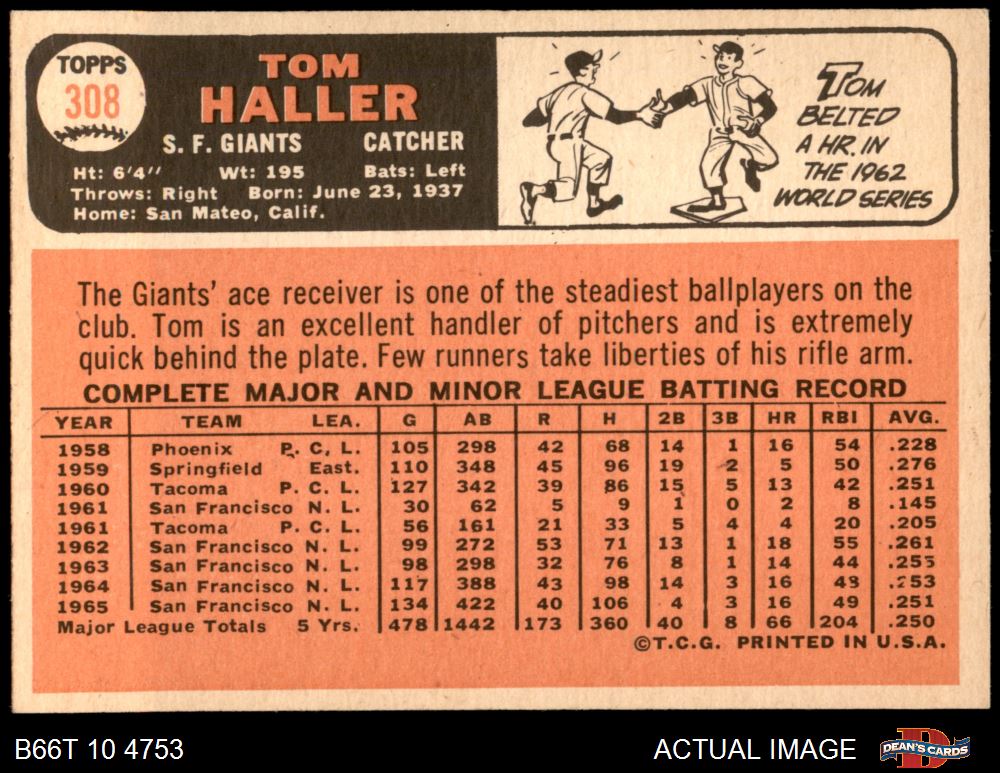 TOPPS
308
TOM
HALLER
S. F. GIANTS CATCHER
Ht: 6'4" Wt: 195 Bats: Left
Throws: Right Born: June 23, 1937
Home: San Mateo, Calif.
TOM
BELTED
A HR. IN
THE 1962
WORLD SERIES
The Giants' ace receiver is one of the steadiest ballplayers on the
club. Tom is an excellent handler of pitchers and is extremely
quick behind the plate. Few runners take liberties of his rifle arm.
COMPLETE MAJOR AND MINOR LEAGUE BATTING RECORD
YEAR TEAM LEA. G AB R H 2B 3B HR RBI AVG.
1958 Phoenix P. C. L. 105 298 42 68 14 1 16 54 .228
1959 Springfield East. 110 348 45 96 19 2 5 50 .276
1960 Tacoma P. C. L. 127 342 39 86 15 5 13 42 .251
1961 San Francisco N. L. 30 62 5 9 1 0 2 8 .145
1961 Tacoma P. C. L. 56 161 21 33 5 4 4 20 .205
1962 San Francisco N. L. 99 272 53 71 13 1 18 55 .261
1963 San Francisco N. L. 98 298 32 76 8 1 14 44 .255
1964 San Francisco N. L. 117 388 43 98 14 3 16 48 .253
1965 San Francisco N. L. 134 422 40 106 4 3 16 49 .251
Major League Totals 5 Yrs. 478 1442 173 360 40 8 66 204 .250
©T.C.G. PRINTED IN U.S.A.
B66T 10 4753 ACTUAL IMAGE
DEAN'S CARDS